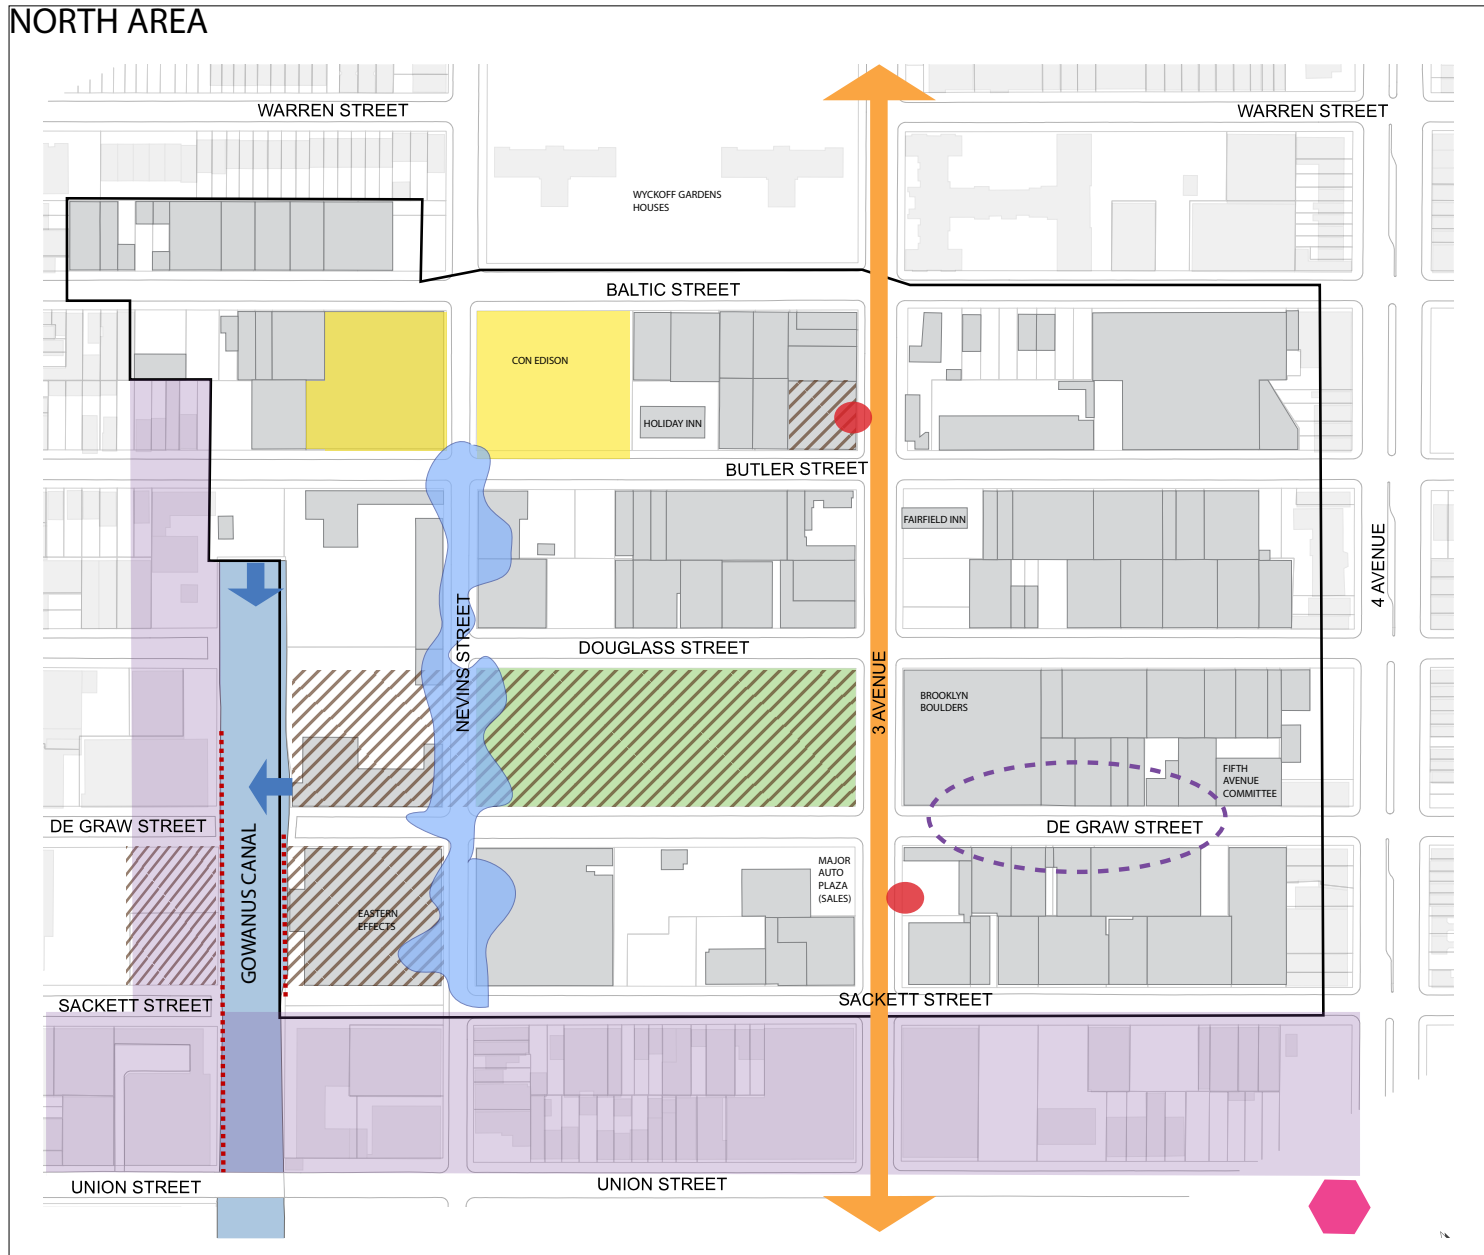 NORTH AREA
WARREN STREET
WARREN STREET
WYCKOFF GARDENS
HOUSES
BALTIC STREET
CON EDISON
HOLIDAY INN
BUTLER STREET
FAIRFIELD INN
4 AVENUE
NEVINS STREET
DOUGLASS STREET
3 AVENUE
BROOKLYN
BOULDERS
FIFTH
AVENUE
COMMITTEE
DE GRAW STREET
DE GRAW STREET
GOWANUS CANAL
MAJOR
AUTO
PLAZA
(SALES)
EASTERN
EFFECTS
SACKETT STREET
SACKETT STREET
UNION STREET
UNION STREET